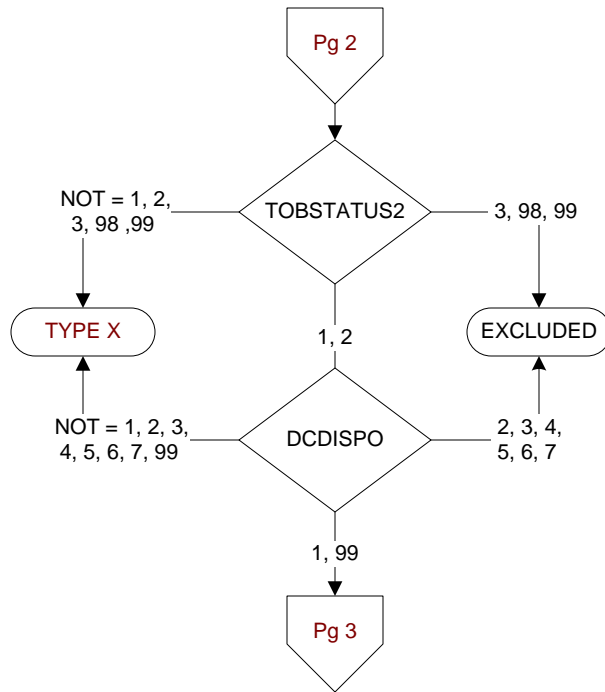 Pg 2
NOT = 1, 2,
3, 98 ,99
TOBSTATUS2
3, 98, 99
TYPE X
1, 2
EXCLUDED
NOT = 1, 2, 3,
4, 5, 6, 7, 99
DCDISPO
2, 3, 4,
5, 6, 7
1, 99
Pg 3